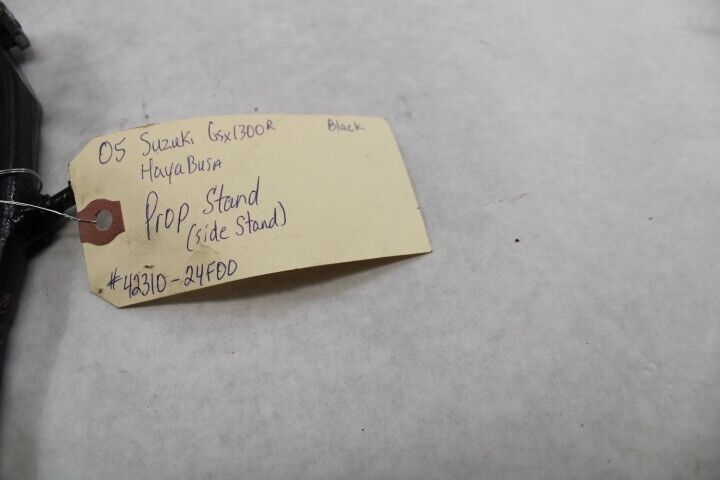 05 Suzuki Gsx1300R Black
HayaBusA
Prop Stand
(side Stand)
#42310-24F00